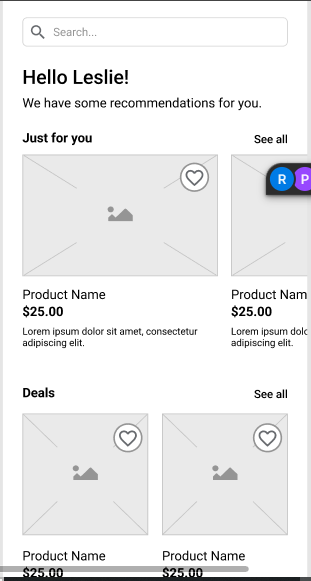 Search...
Hello Leslie!
We have some recommendations for you.
Just for you See all
R P
Product Name Product Nam
$25.00 $25.00
Lorem ipsum dolor sit amet, consectetur Lorem ipsum dolo
adipiscing elit. adipiscing elit.
Deals See all
Product Name Product Name
$25.00 $25.00